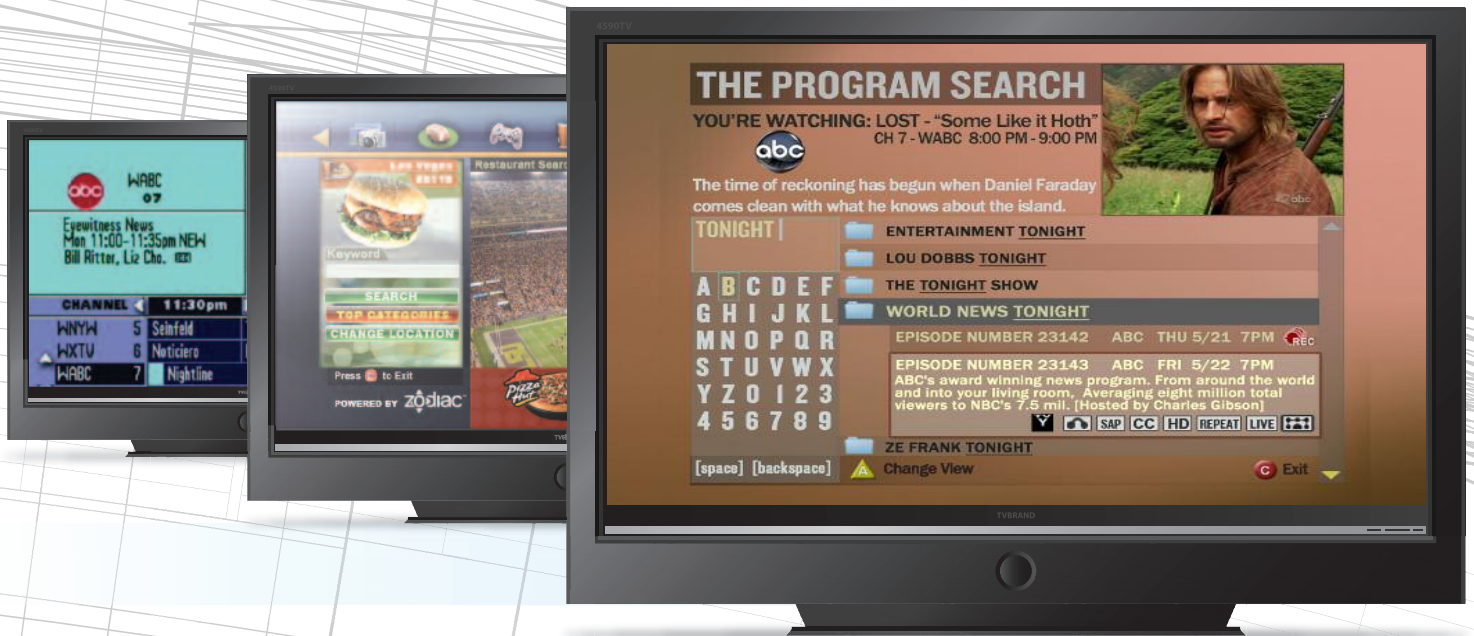 abc
WABC
07
Eyewitness News
Mon 11:00-11:35pm NEW
Bill Ritter, Liz Cho.
CHANNEL
11:30pm
WNYW 5 Seinfeld
WXTV 6 Noticiero
WABC 7 Nightline
Las Vegas
Restaurant Sear
Keyword
SEARCH
TOP CATEGORIES
CHANGE LOCATION
Press C to Exit
POWERED BY zodiac
Pizza
Hut
4590TV
THE PROGRAM SEARCH
YOU'RE WATCHING: LOST - “Some Like it Hoth”
CH 7 - WABC 8:00 PM - 9:00 PM
abc
The time of reckoning has begun when Daniel Faraday
comes clean with what he knows about the island.
abc
TONIGHT
A B C D E F
G H I J K L
M N O P Q R
S T U V W X
Y Z 0 1 2 3
4 5 6 7 8 9
[space] [backspace]
ENTERTAINMENT TONIGHT
LOU DOBBS TONIGHT
THE TONIGHT SHOW
WORLD NEWS TONIGHT
EPISODE NUMBER 23142 ABC THU 5/21 7PM REC
EPISODE NUMBER 23143 ABC FRI 5/22 7PM
ABC's award winning news program. From around the world
and into your living room, Averaging eight million total
viewers to NBC's 7.5 mil. [Hosted by Charles Gibson]
Y SAP CC HD REPEAT LIVE
ZE FRANK TONIGHT
A Change View
C Exit
TVBRAND